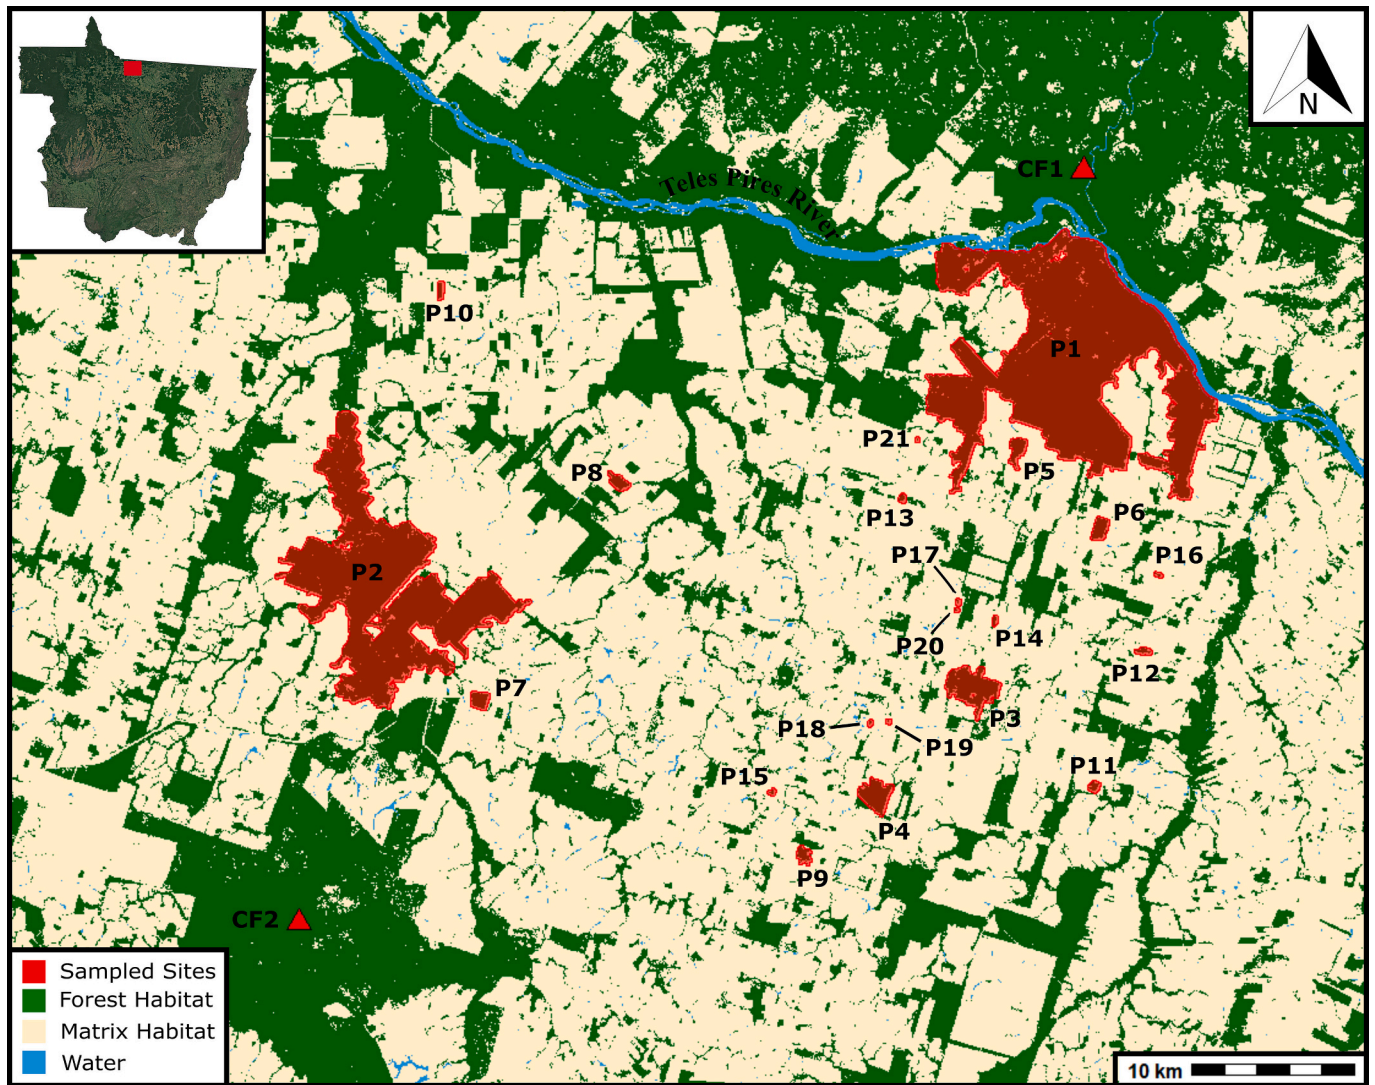 N
CF1
Teles Pires River
P10
P1
P21
P8
P5
P13
P6
P17
P16
P2
P20
P14
P12
P7
P3
P18
P19
P15
P11
P4
P9
CF2
Sampled Sites
Forest Habitat
Matrix Habitat
Water
10 km